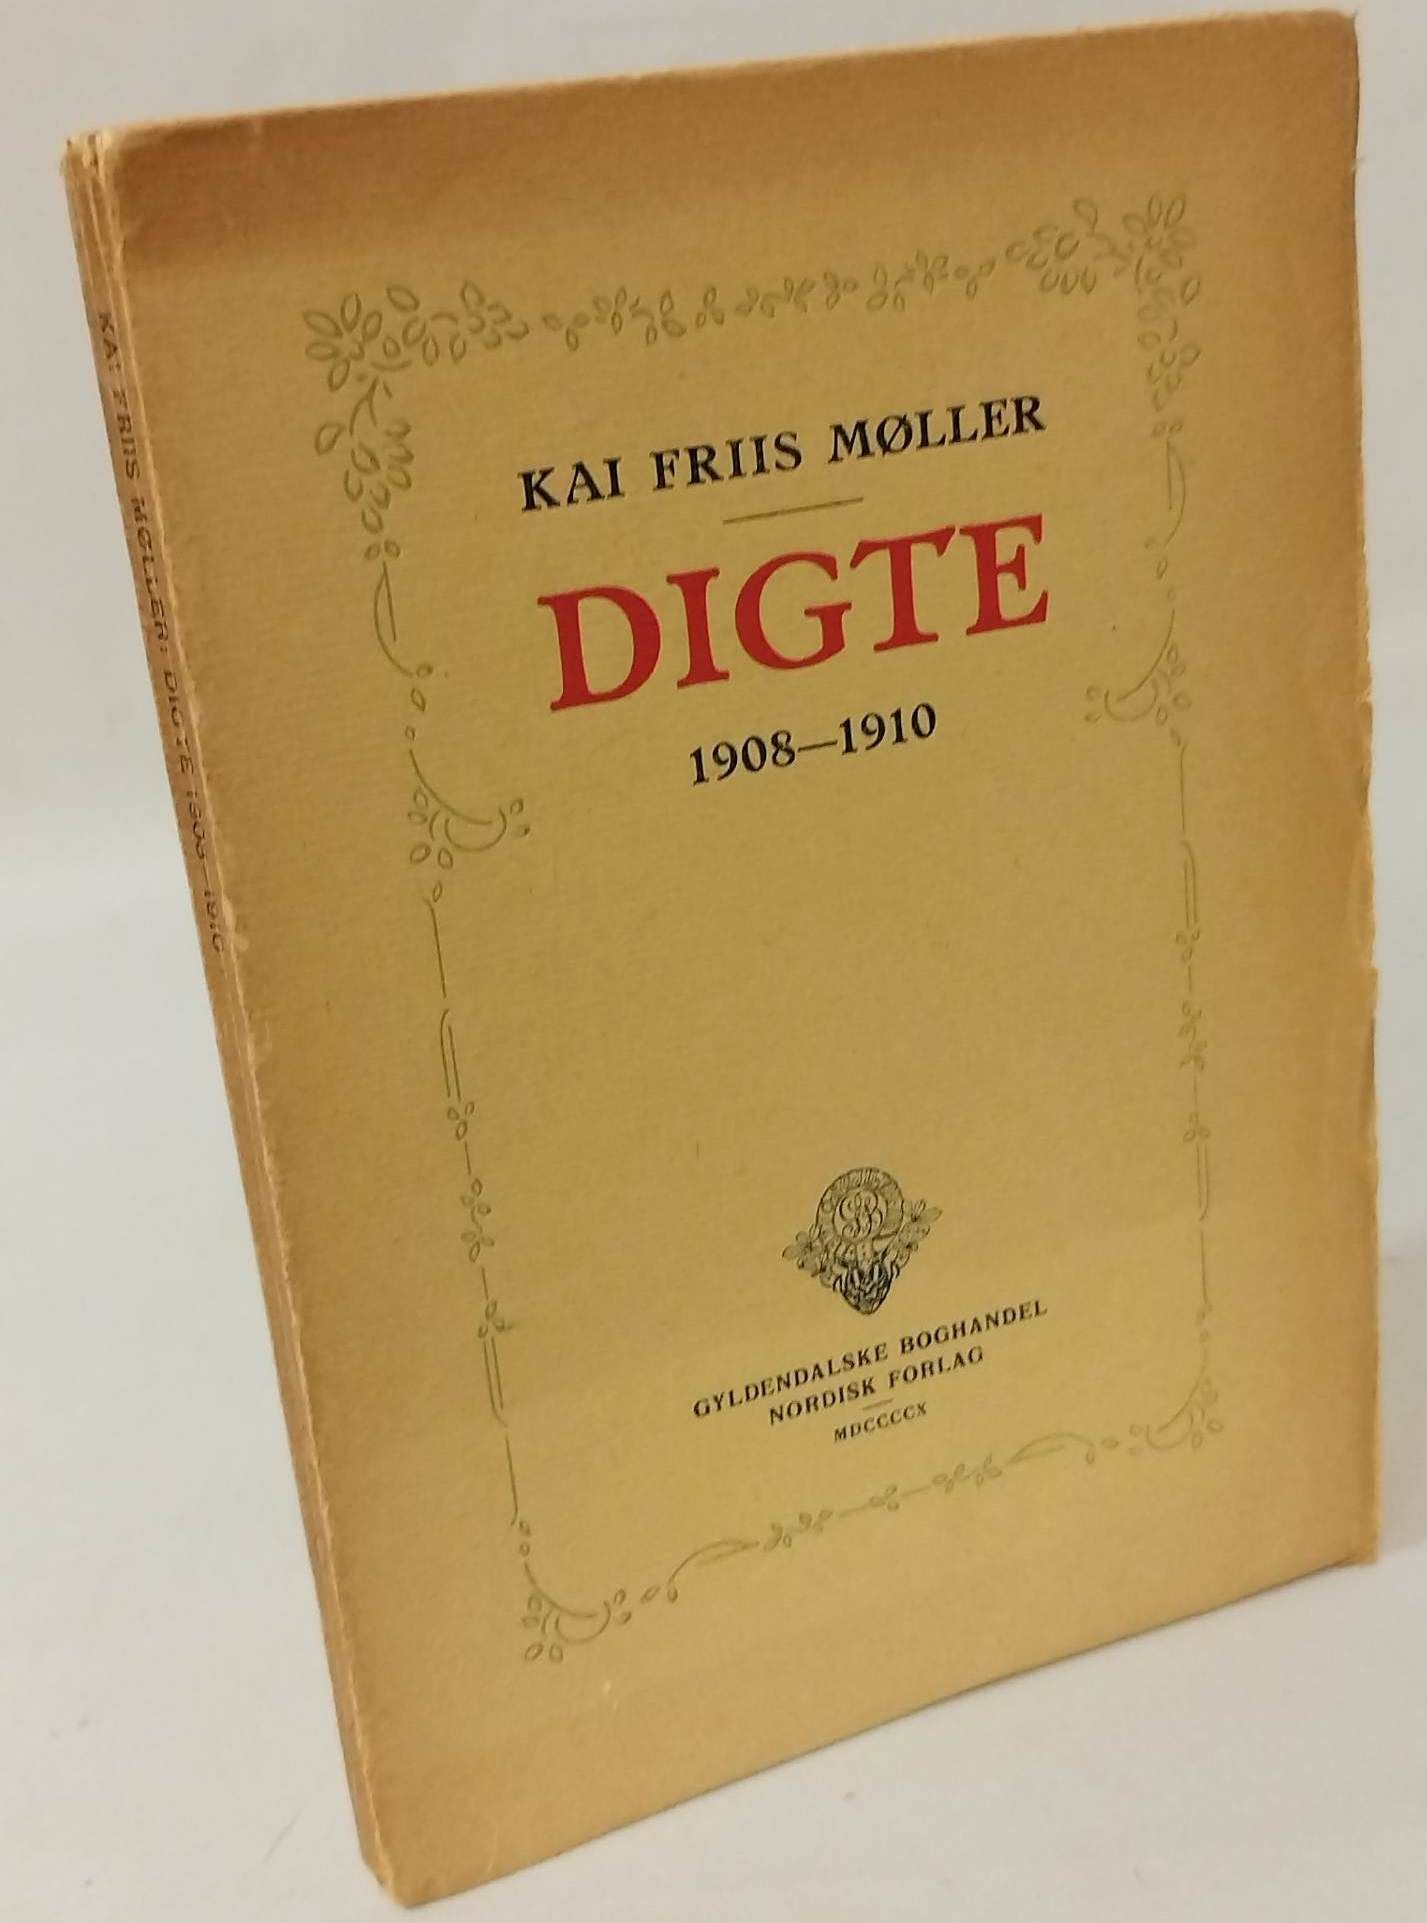 KAI FRIIS MØLLER
DIGTE
1908—1910
GYLDENDALSKE BOGHANDEL
NORDISK FORLAG
MDCCCCX
KAI FRIIS MØLLER: DIGTE 1908—1910